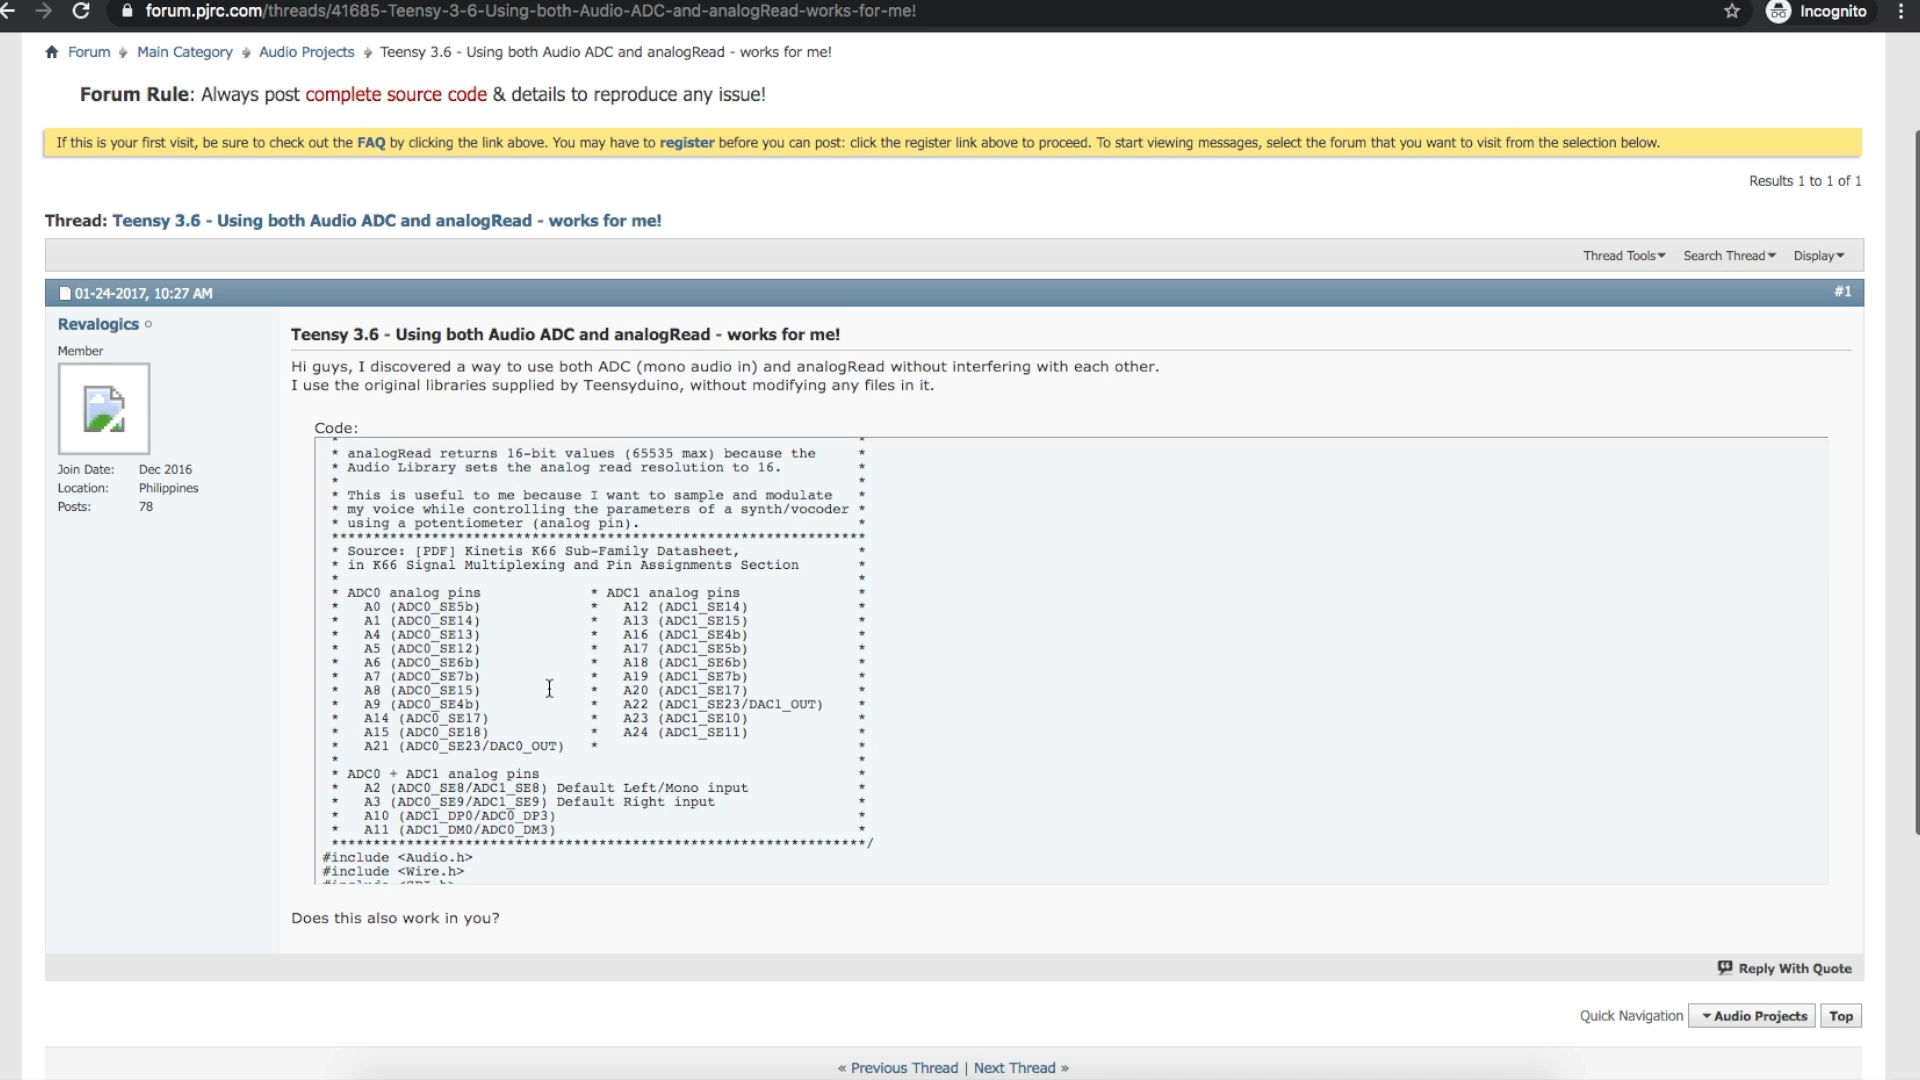 forum.pjrc.com/threads/41685-Teensy-3-6-Using-both-Audio-ADC-and-analogRead-works-for-me!
Incognito
Forum Main Category Audio Projects Teensy 3.6 - Using both Audio ADC and analogRead - works for me!
Forum Rule: Always post complete source code & details to reproduce any issue!
If this is your first visit, be sure to check out the FAQ by clicking the link above. You may have to register before you can post: click the register link above to proceed. To start viewing messages, select the forum that you want to visit from the selection below.
Results 1 to 1 of 1
Thread: Teensy 3.6 - Using both Audio ADC and analogRead - works for me!
Thread Tools Search Thread Display
01-24-2017, 10:27 AM #1
Revalogics
Member
Join Date: Dec 2016
Location: Philippines
Posts: 78
Teensy 3.6 - Using both Audio ADC and analogRead - works for me!
Hi guys, I discovered a way to use both ADC (mono audio in) and analogRead without interfering with each other.
I use the original libraries supplied by Teensyduino, without modifying any files in it.
Code:
* analogRead returns 16-bit values (65535 max) because the *
* Audio Library sets the analog read resolution to 16. *
* *
* This is useful to me because I want to sample and modulate *
* my voice while controlling the parameters of a synth/vocoder *
* using a potentiometer (analog pin). *
****************************************************************
* Source: [PDF] Kinetis K66 Sub-Family Datasheet, *
* in K66 Signal Multiplexing and Pin Assignments Section *
* *
* ADC0 analog pins * ADC1 analog pins *
* A0 (ADC0_SE5b) * A12 (ADC1_SE14) *
* A1 (ADC0_SE14) * A13 (ADC1_SE15) *
* A4 (ADC0_SE13) * A16 (ADC1_SE4b) *
* A5 (ADC0_SE12) * A17 (ADC1_SE5b) *
* A6 (ADC0_SE6b) * A18 (ADC1_SE6b) *
* A7 (ADC0_SE7b) * A19 (ADC1_SE7b) *
* A8 (ADC0_SE15) * A20 (ADC1_SE17) *
* A9 (ADC0_SE4b) * A22 (ADC1_SE23/DAC1_OUT) *
* A14 (ADC0_SE17) * A23 (ADC1_SE10) *
* A15 (ADC0_SE18) * A24 (ADC1_SE11) *
* A21 (ADC0_SE23/DAC0_OUT) * *
* *
* ADC0 + ADC1 analog pins *
* A2 (ADC0_SE8/ADC1_SE8) Default Left/Mono input *
* A3 (ADC0_SE9/ADC1_SE9) Default Right input *
* A10 (ADC1_DP0/ADC0_DP3) *
* A11 (ADC1_DM0/ADC0_DM3) *
****************************************************************/
#include <Audio.h>
#include <Wire.h>
Does this also work in you?
Reply With Quote
Quick Navigation Audio Projects Top
« Previous Thread | Next Thread »